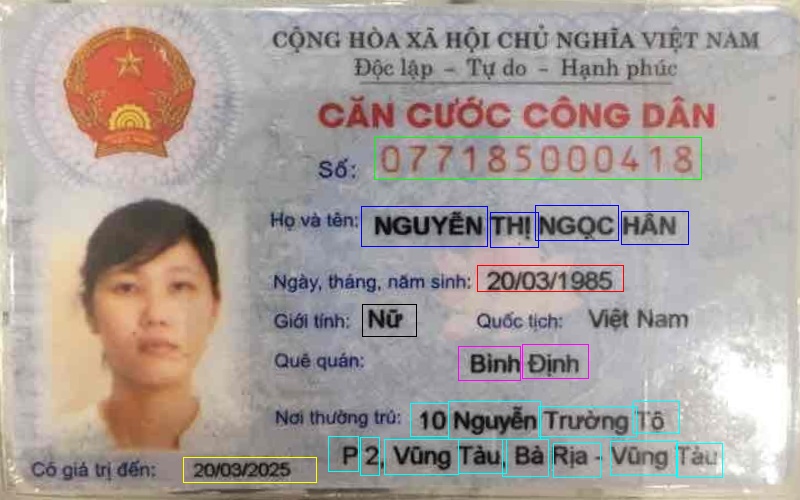 CỘNG HÒA XÃ HỘI CHỦ NGHĨA VIỆT NAM
Độc lập - Tự do - Hạnh phúc
CĂN CƯỚC CÔNG DÂN
Số: 077185000418
Họ và tên: NGUYỄN THỊ NGỌC HÂN
Ngày, tháng, năm sinh: 20/03/1985
Giới tính: Nữ Quốc tịch: Việt Nam
Quê quán: Bình Định
Nơi thường trú: 10 Nguyễn Trường Tộ
P 2, Vũng Tàu, Bà Rịa - Vũng Tàu
Có giá trị đến: 20/03/2025